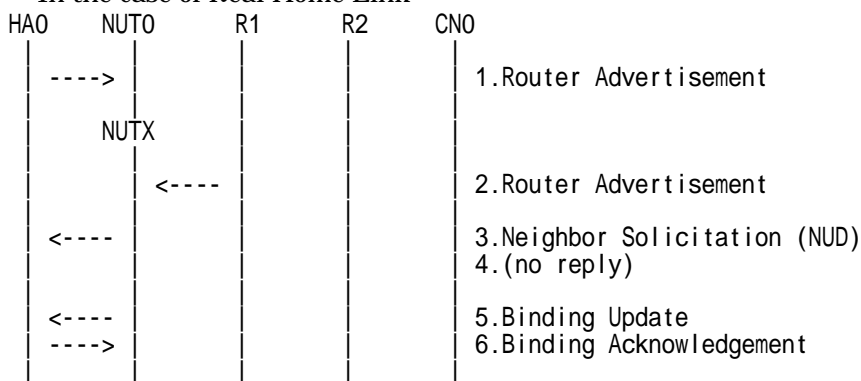 In the case of Real Home Link
HA0 NUT0 R1 R2 CN0
----> 1.Router Advertisement
NUTX
<---- 2.Router Advertisement
<---- 3.Neighbor Solicitation (NUD)
4.(no reply)
<---- 5.Binding Update
----> 6.Binding Acknowledgement